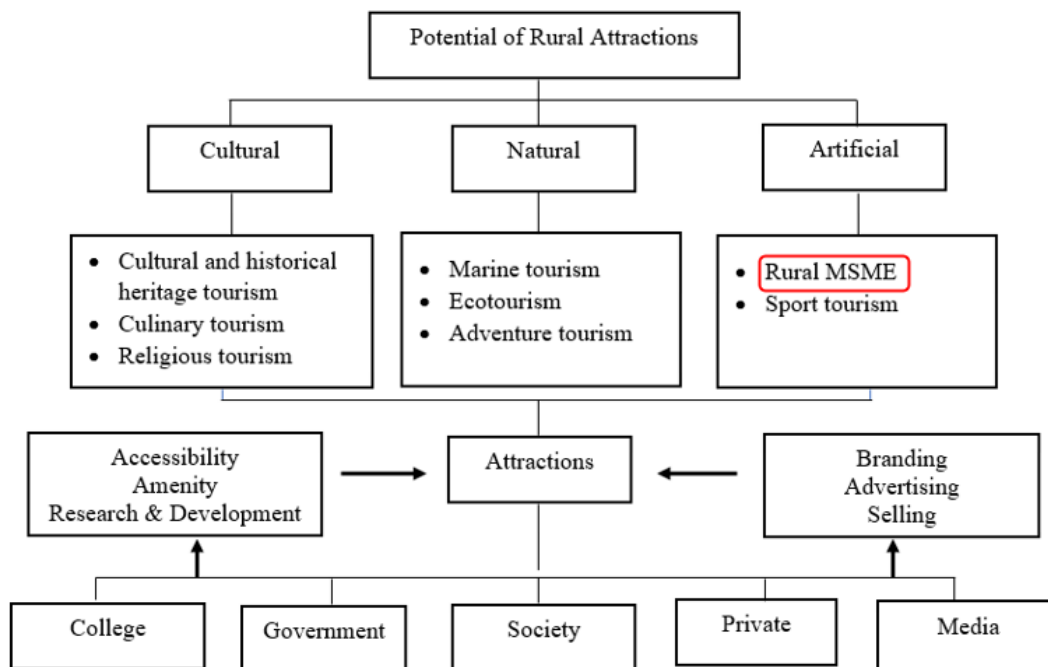 Potential of Rural Attractions
Cultural
Natural
Artificial
• Cultural and historical
heritage tourism
• Culinary tourism
• Religious tourism
• Marine tourism
• Ecotourism
• Adventure tourism
• Rural MSME
• Sport tourism
Accessibility
Amenity
Research & Development
Attractions
Branding
Advertising
Selling
College
Government
Society
Private
Media